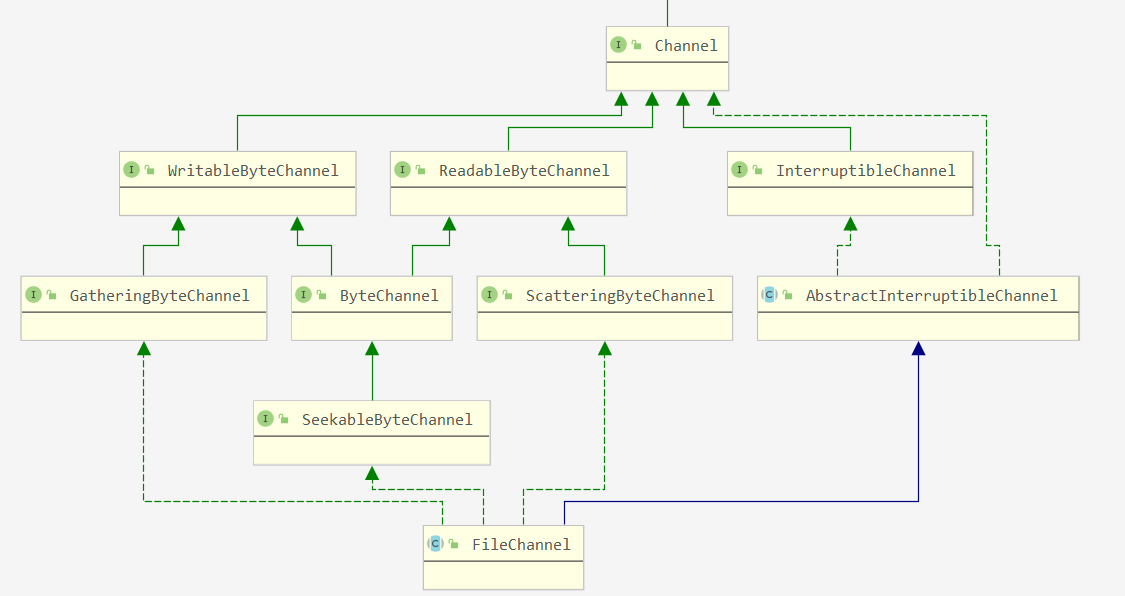 I Channel
I WritableByteChannel
I ReadableByteChannel
I InterruptibleChannel
I GatheringByteChannel
I ByteChannel
I ScatteringByteChannel
C AbstractInterruptibleChannel
I SeekableByteChannel
C FileChannel